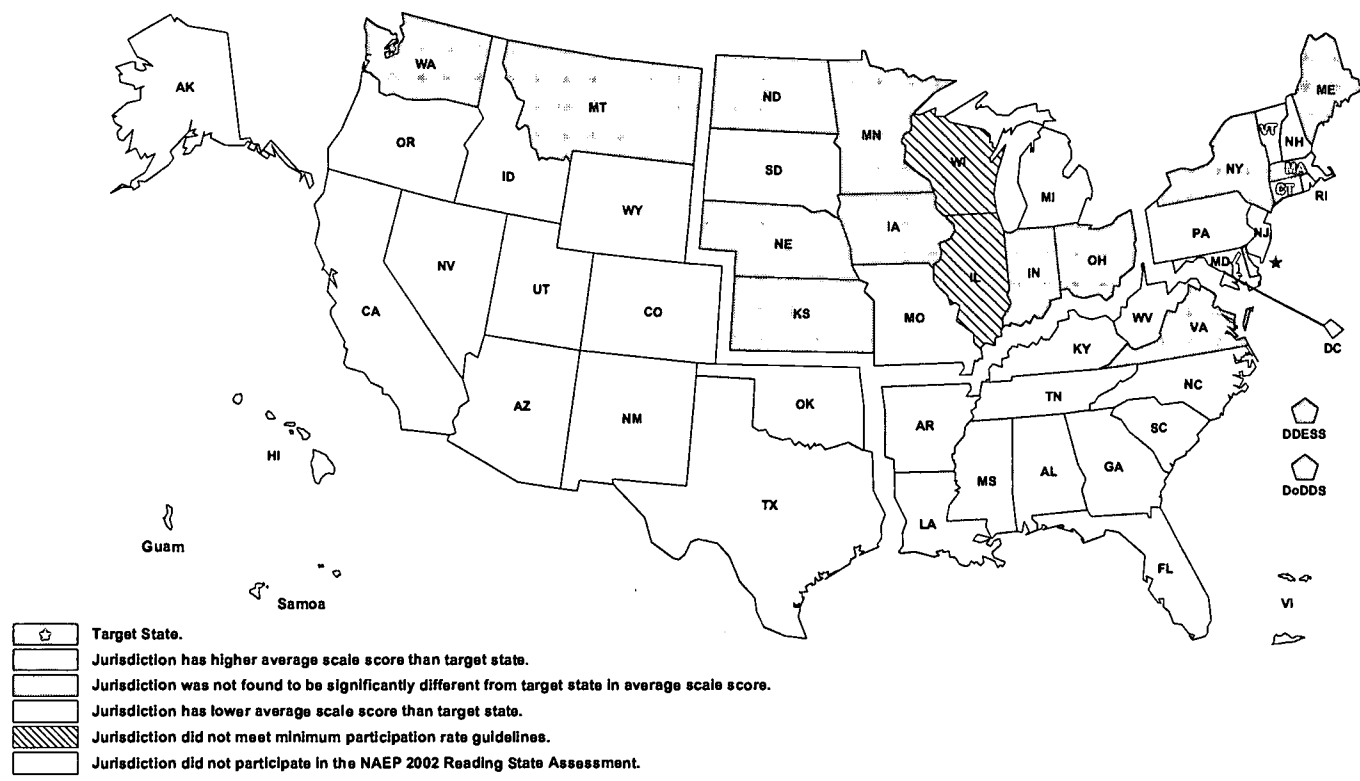 AK
WA
MT
ND
MN
ME
VT
NH
OR
ID
WI
NY
MA
SD
MI
CT
RI
WY
IA
PA
NJ
NE
NV
UT
IN
OH
MD
IL
CA
CO
KS
MO
WV
VA
DC
KY
AZ
NM
OK
TN
NC
AR
SC
DDESS
HI
MS
AL
GA
DoDDS
TX
LA
Guam
FL
Samoa
VI
Target State.
Jurisdiction has higher average scale score than target state.
Jurisdiction was not found to be significantly different from target state in average scale score.
Jurisdiction has lower average scale score than target state.
Jurisdiction did not meet minimum participation rate guidelines.
Jurisdiction did not participate in the NAEP 2002 Reading State Assessment.